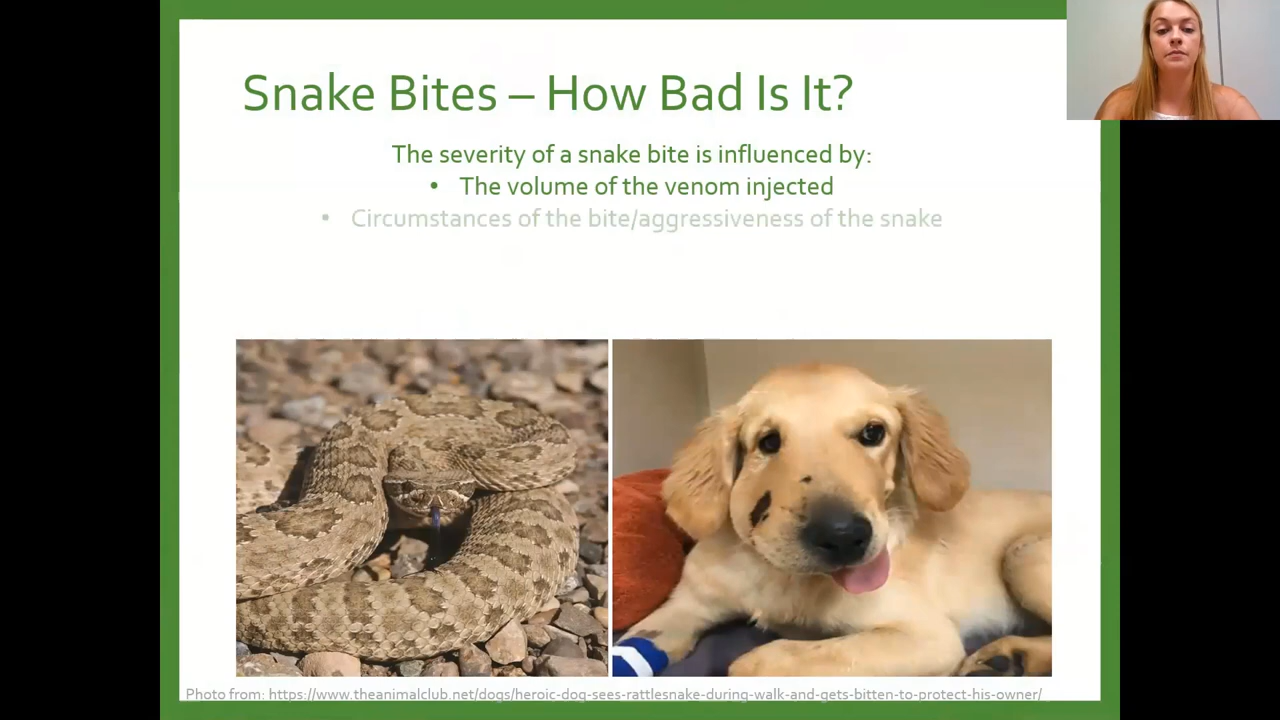 Snake Bites – How Bad Is It?
The severity of a snake bite is influenced by:
• The volume of the venom injected
• Circumstances of the bite/aggressiveness of the snake
Photo from: https://www.theanimalclub.net/dogs/heroic-dog-sees-rattlesnake-during-walk-and-gets-bitten-to-protect-his-owner/